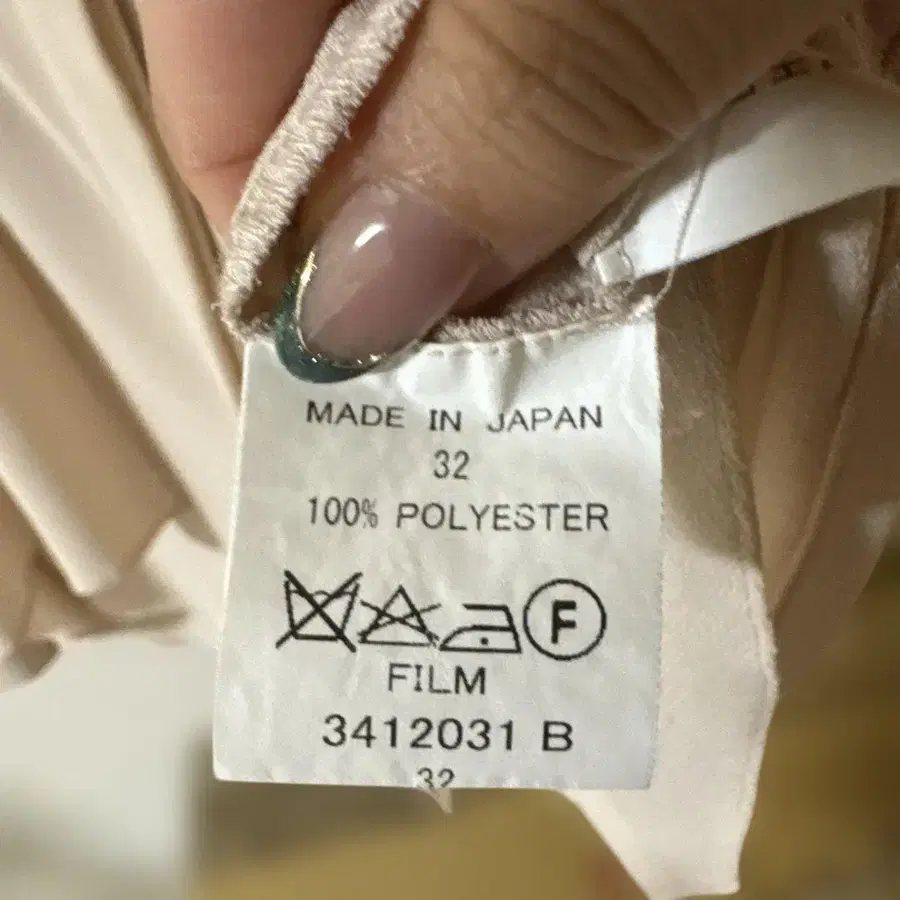 MADE IN JAPAN
32
100% POLYESTER
F
FILM
3412031 B
32